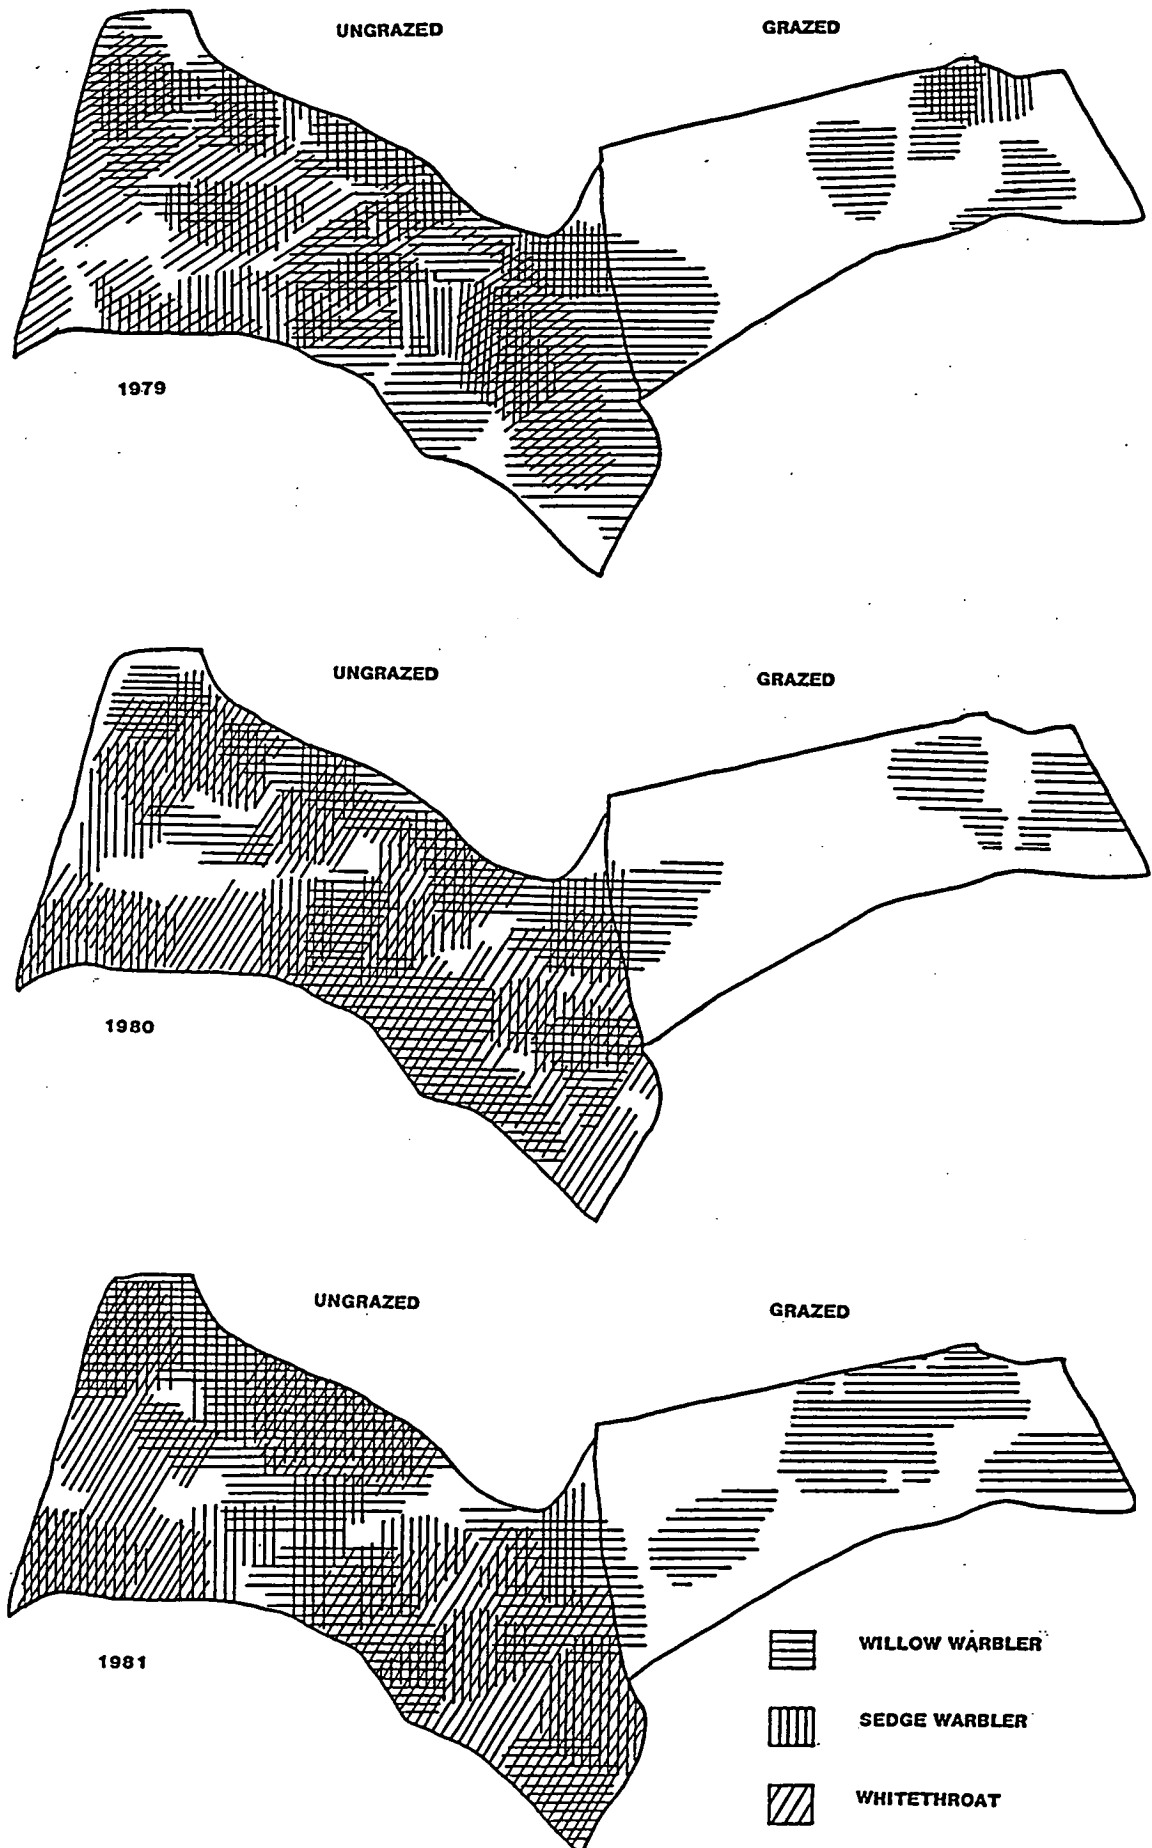 UNGRAZED
GRAZED
1979
UNGRAZED
GRAZED
1980
UNGRAZED
GRAZED
1981
WILLOW WARBLER
SEDGE WARBLER
WHITETHROAT